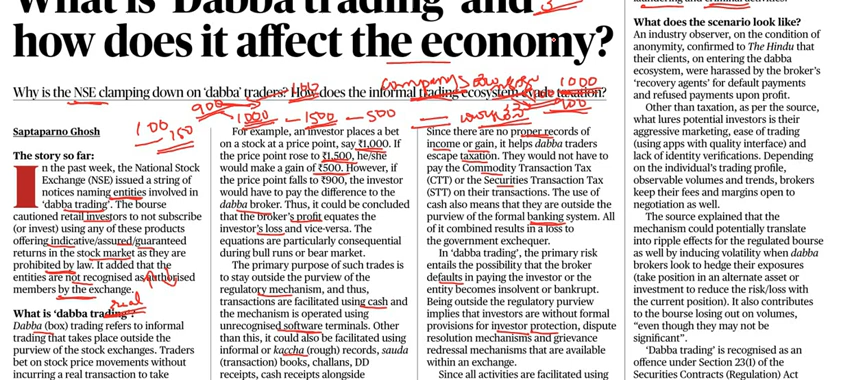 What is 'Dabba trading' and
how does it affect the economy?
Why is the NSE clamping down on 'dabba' traders? How does the informal trading ecosystem evade taxation?
Saptaparno Ghosh
The story so far:
In the past week, the National Stock
Exchange (NSE) issued a string of
notices naming entities involved in
'dabba trading'. The bourse
cautioned retail investors to not subscribe
(or invest) using any of these products
offering indicative/assured/guaranteed
returns in the stock market as they are
prohibited by law. It added that the
entities are not recognised as authorised
members by the exchange.
What is 'dabba trading'?
Dabba (box) trading refers to informal
trading that takes place outside the
purview of the stock exchanges. Traders
bet on stock price movements without
incurring a real transaction to take
100
150
real
900
1000 – 1500 – 500
For example, an investor places a bet
on a stock at a price point, say ₹1,000. If
the price point rose to ₹1,500, he/she
would make a gain of ₹500. However, if
the price point falls to ₹900, the investor
would have to pay the difference to the
dabba broker. Thus, it could be concluded
that the broker's profit equates the
investor's loss and vice-versa. The
equations are particularly consequential
during bull runs or bear market.
The primary purpose of such trades is
to stay outside the purview of the
regulatory mechanism, and thus,
transactions are facilitated using cash and
the mechanism is operated using
unrecognised software terminals. Other
than this, it could also be facilitated using
informal or kaccha (rough) records, sauda
(transaction) books, challans, DD
receipts, cash receipts alongside
1000
900
Since there are no proper records of
income or gain, it helps dabba traders
escape taxation. They would not have to
pay the Commodity Transaction Tax
(CTT) or the Securities Transaction Tax
(STT) on their transactions. The use of
cash also means that they are outside the
purview of the formal banking system. All
of it combined results in a loss to
the government exchequer.
In 'dabba trading', the primary risk
entails the possibility that the broker
defaults in paying the investor or the
entity becomes insolvent or bankrupt.
Being outside the regulatory purview
implies that investors are without formal
provisions for investor protection, dispute
resolution mechanisms and grievance
redressal mechanisms that are available
within an exchange.
Since all activities are facilitated using
What does the scenario look like?
An industry observer, on the condition of
anonymity, confirmed to The Hindu that
their clients, on entering the dabba
ecosystem, were harassed by the broker's
'recovery agents' for default payments
and refused payments upon profit.
Other than taxation, as per the source,
what lures potential investors is their
aggressive marketing, ease of trading
(using apps with quality interface) and
lack of identity verifications. Depending
on the individual's trading profile,
observable volumes and trends, brokers
keep their fees and margins open to
negotiation as well.
The source explained that the
mechanism could potentially translate
into ripple effects for the regulated bourse
as well by inducing volatility when dabba
brokers look to hedge their exposures
(take position in an alternate asset or
investment to reduce the risk/loss with
the current position). It also contributes
to the bourse losing out on volumes,
"even though they may not be
significant".
'Dabba trading' is recognised as an
offence under Section 23(1) of the
Securities Contracts (Regulation) Act